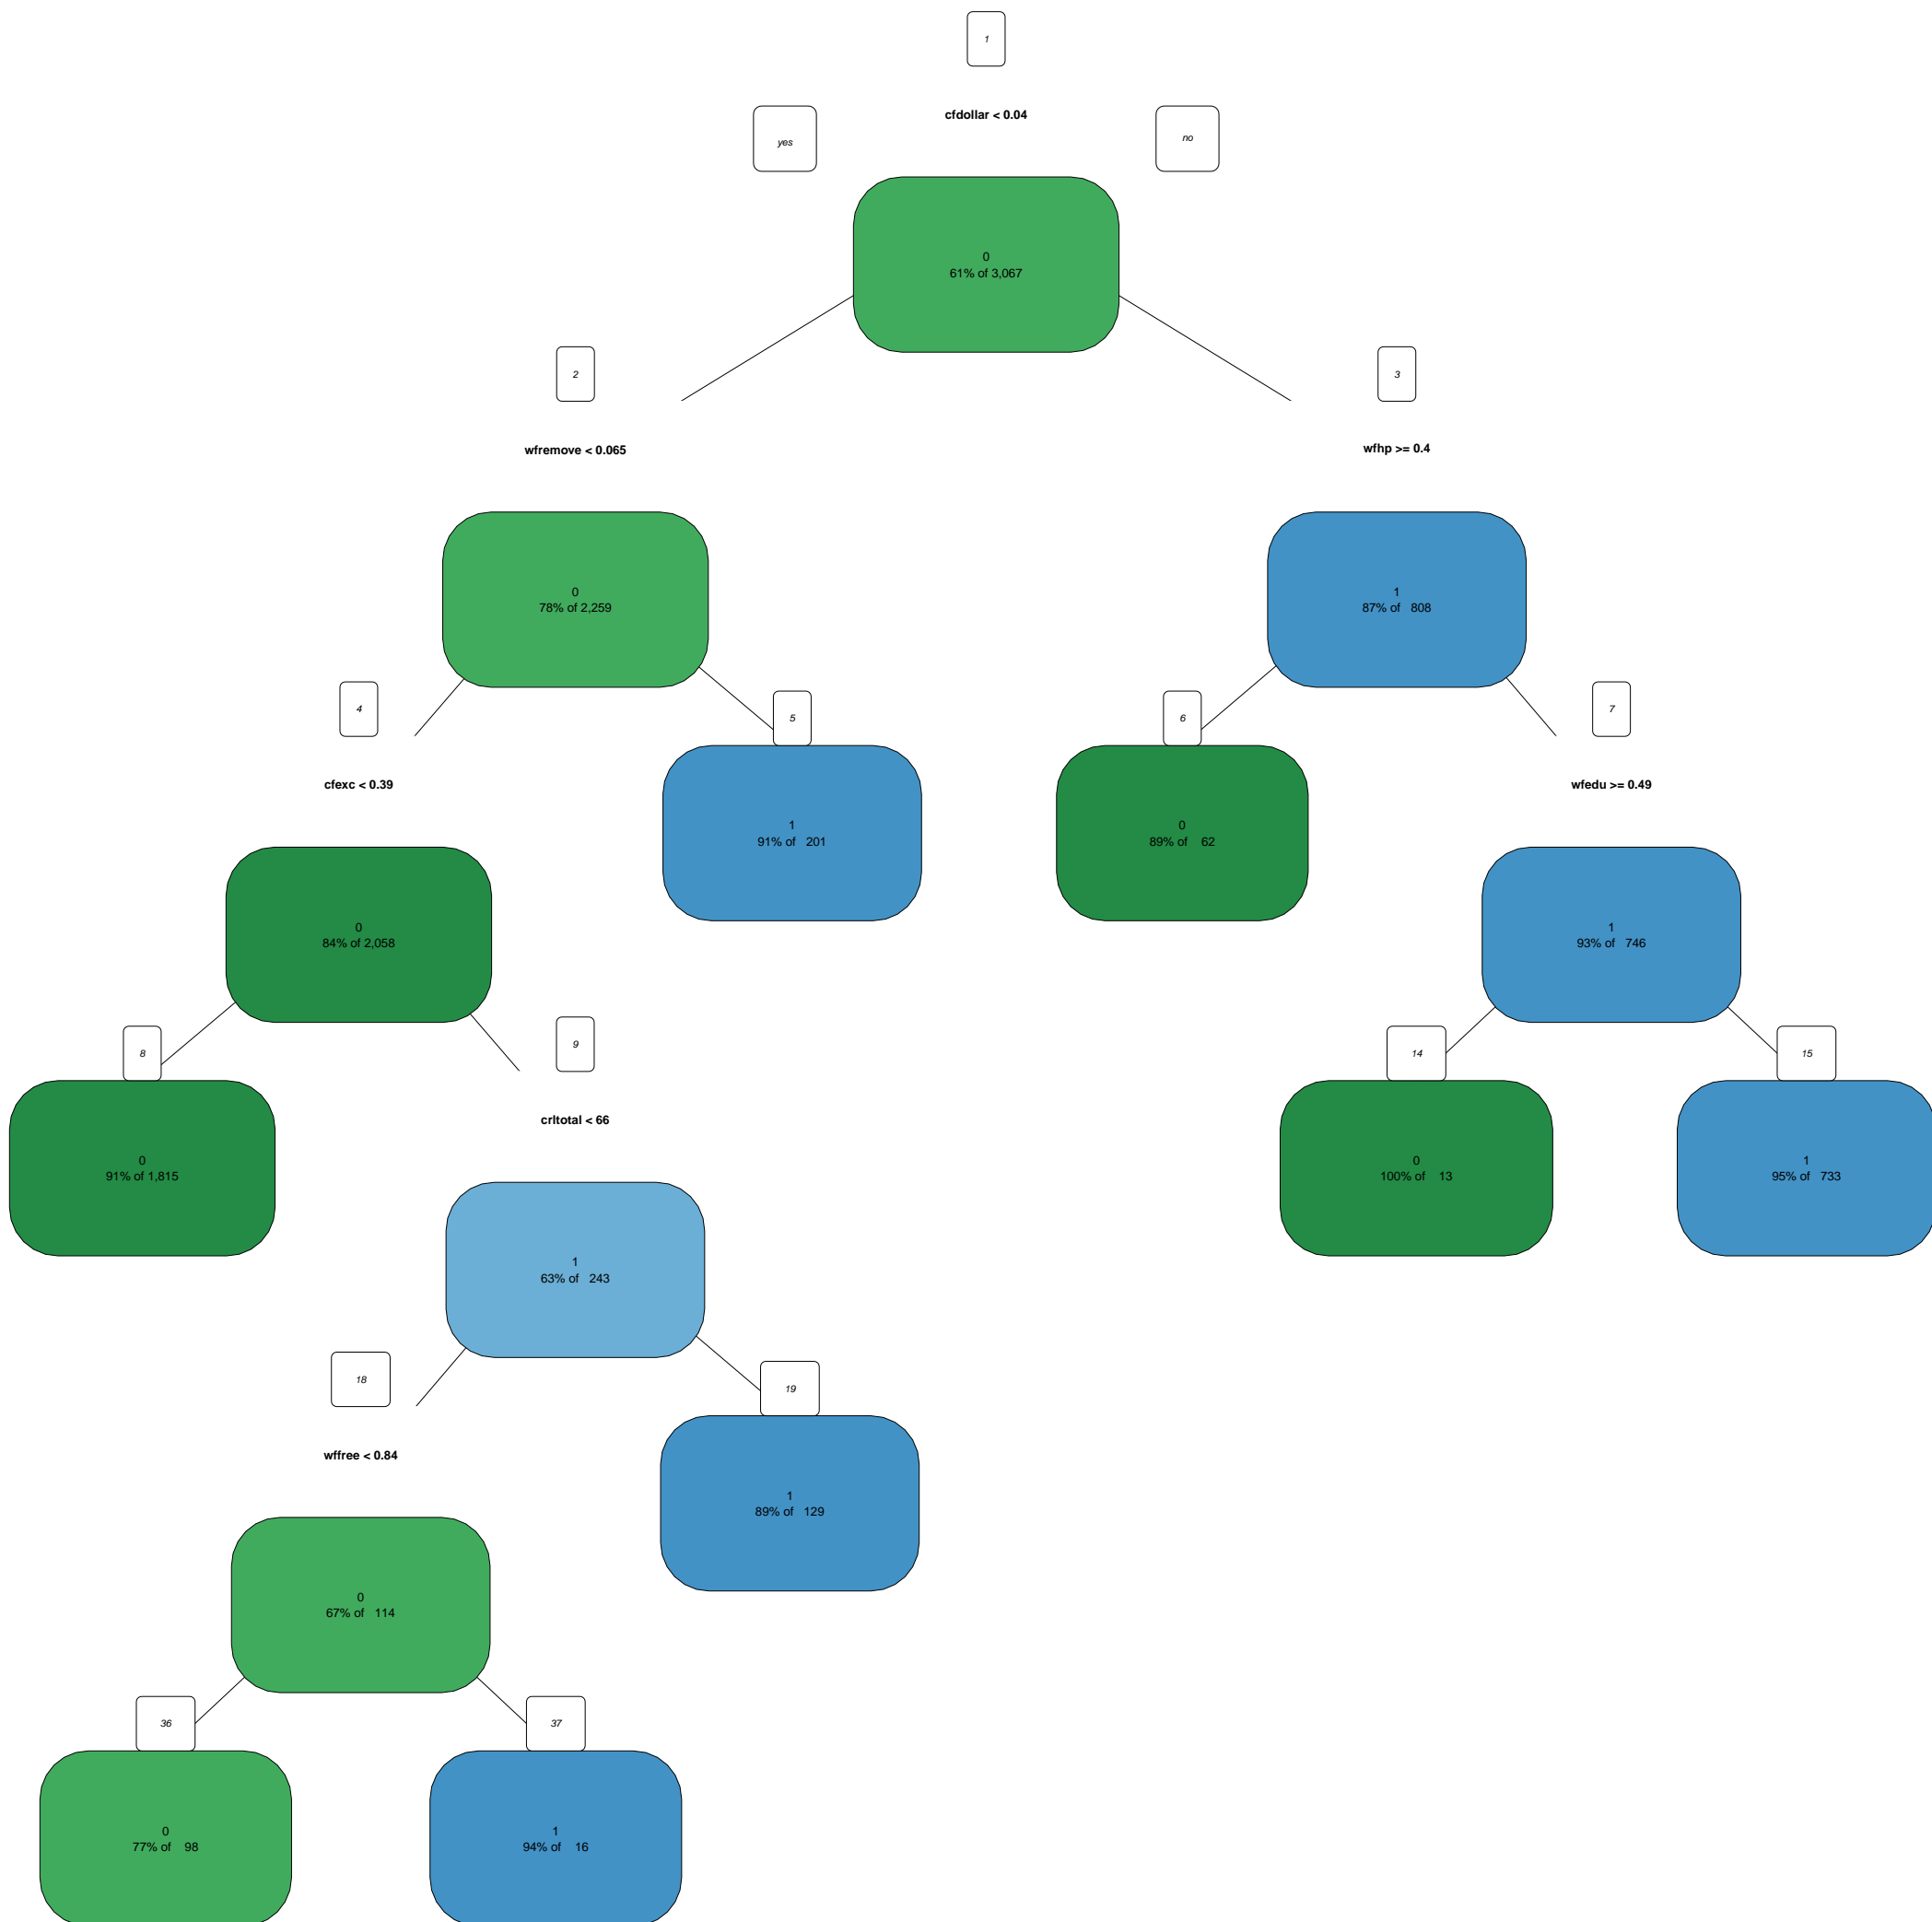 1
cfdollar < 0.04
yes
no
0
61% of 3,067
2
3
wfremove < 0.065
wfhp >= 0.4
0
78% of 2,259
1
87% of 808
4
5
6
7
cfexc < 0.39
wfedu >= 0.49
1
91% of 201
0
89% of 62
0
84% of 2,058
1
93% of 746
8
9
14
15
crltotal < 66
0
91% of 1,815
0
100% of 13
1
95% of 733
1
63% of 243
18
19
wffree < 0.84
1
89% of 129
0
67% of 114
36
37
0
77% of 98
1
94% of 16